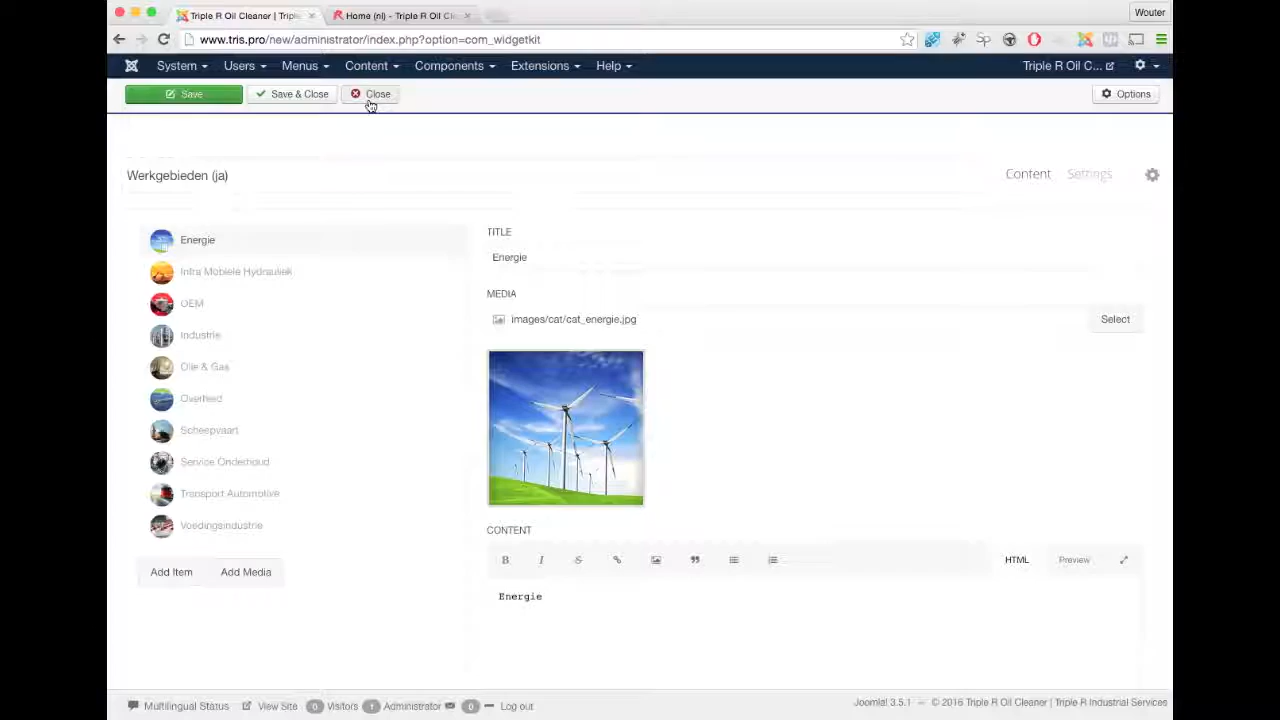 Triple R Oil Cleaner | Triple
Home (nl) - Triple R Oil Cle
Wouter
www.tris.pro/new/administrator/index.php?option=com_widgetkit
System Users Menus Content Components Extensions Help
Triple R Oil C...
Save
Save & Close
Close
Options
Werkgebieden (ja)
Content
Settings
Energie
Infra Mobiele Hydrauliek
OEM
Industrie
Olie & Gas
Overheid
Scheepvaart
Service Onderhoud
Transport Automotive
Voedingsindustrie
Add Item
Add Media
TITLE
Energie
MEDIA
images/cat/cat_energie.jpg
Select
CONTENT
B I S
HTML
Preview
Energie
Multilingual Status View Site 0 Visitors 1 Administrator 0 Log out
Joomla! 3.5.1 — © 2016 Triple R Oil Cleaner | Triple R Industrial Services